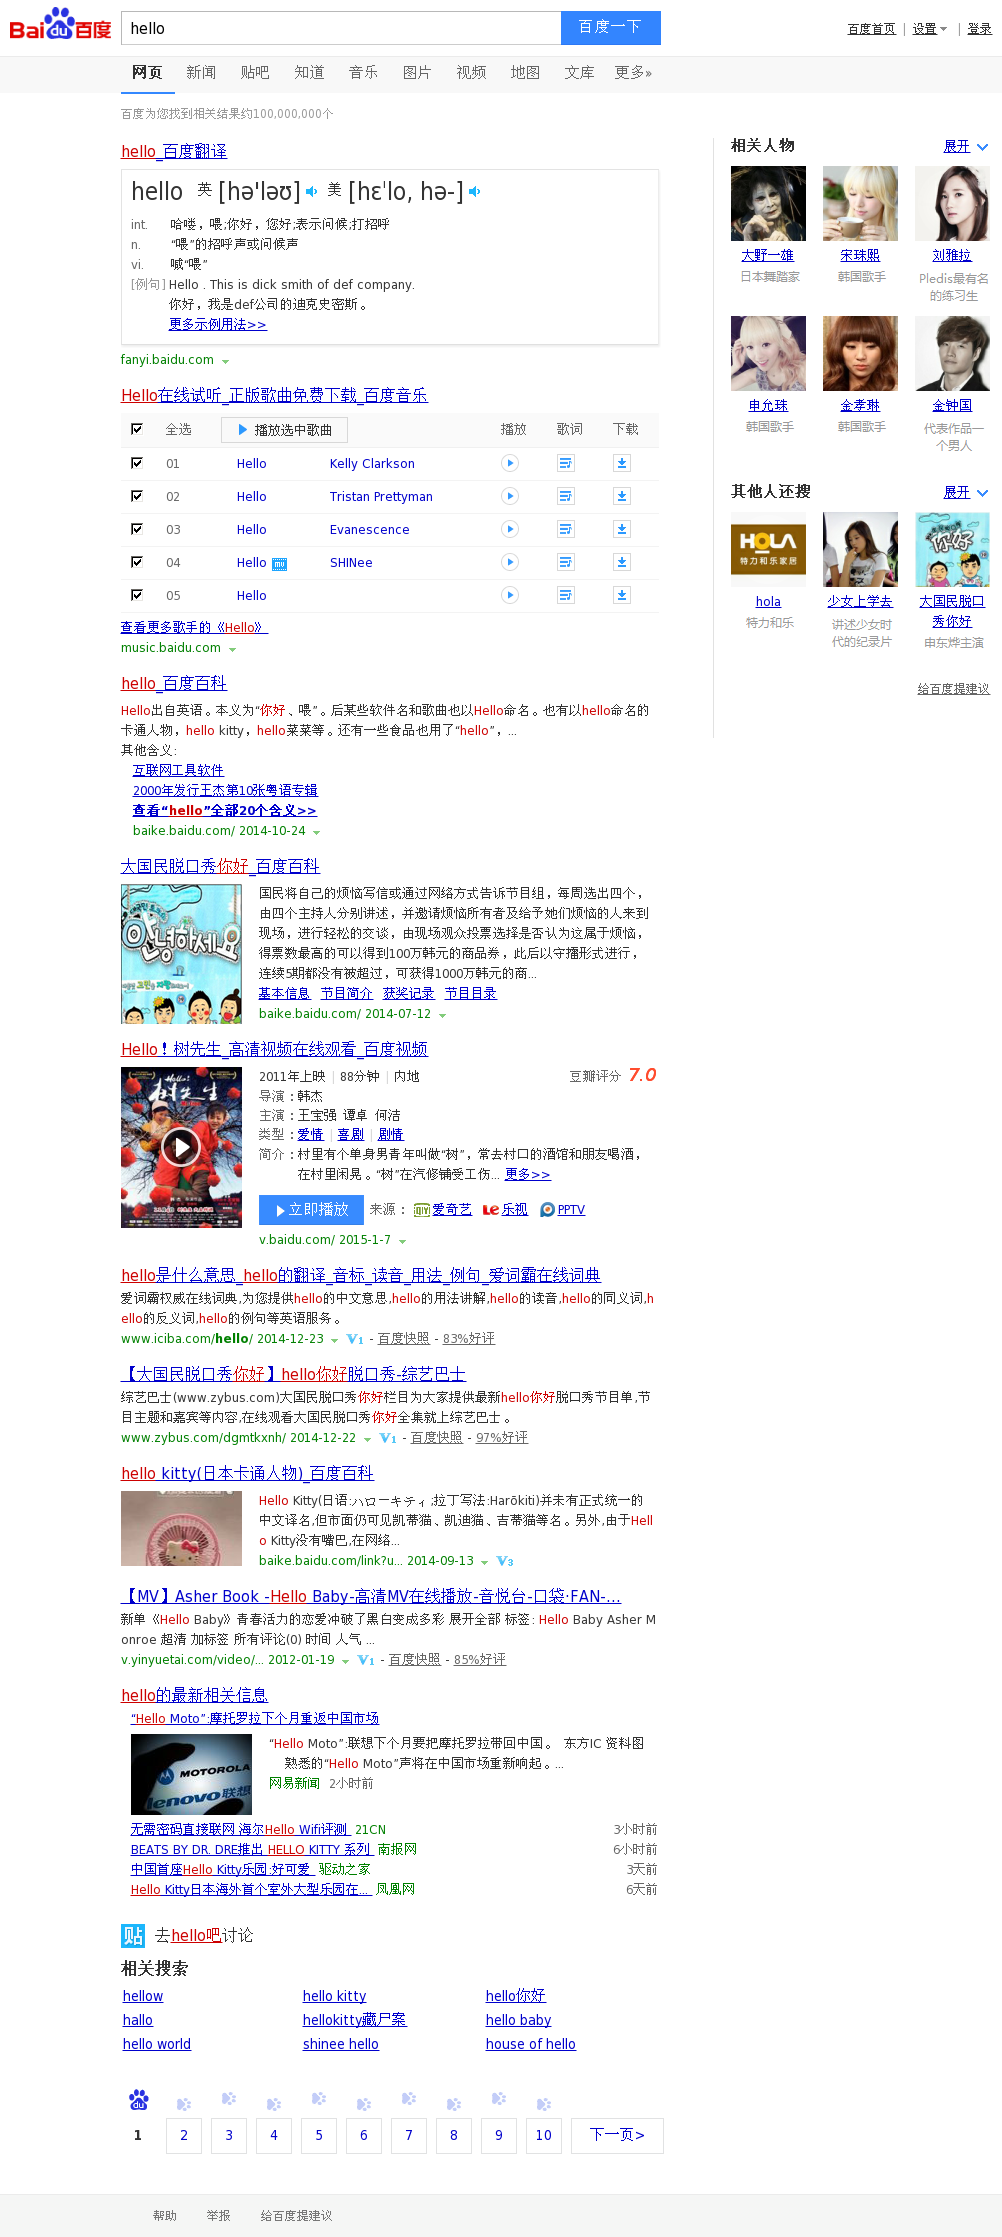 Bai du 百度 hello 百度一下 百度首页 | 设置 | 登录
网页 新闻 贴吧 知道 音乐 图片 视频 地图 文库 更多»
百度为您找到相关结果约100,000,000个
hello_百度翻译
hello 英 [həˈləʊ] 美 [hɛˈlo, hə-]
int. 哈喽，喂;你好，您好;表示问候;打招呼
n. “喂”的招呼声或问候声
vi. 喊“喂”
[例句] Hello . This is dick smith of def company.
你好，我是def公司的迪克史密斯。
更多示例用法>>
fanyi.baidu.com
Hello在线试听_正版歌曲免费下载_百度音乐
全选 播放选中歌曲 播放 歌词 下载
01 Hello Kelly Clarkson
02 Hello Tristan Prettyman
03 Hello Evanescence
04 Hello SHINee
05 Hello
查看更多歌手的《Hello》
music.baidu.com
hello_百度百科
Hello出自英语。本义为“你好、喂”。后某些软件名和歌曲也以Hello命名。也有以hello命名的
卡通人物，hello kitty，hello菜菜等。还有一些食品也用了“hello”，...
其他含义:
互联网工具软件
2000年发行王杰第10张粤语专辑
查看“hello”全部20个含义>>
baike.baidu.com/ 2014-10-24
大国民脱口秀你好_百度百科
국민 토크쇼
안녕하세요
国民将自己的烦恼写信或通过网络方式告诉节目组，每周选出四个，
由四个主持人分别讲述，并邀请烦恼所有者及给予她们烦恼的人来到
现场，进行轻松的交谈，由现场观众投票选择是否认为这属于烦恼，
得票数最高的可以得到100万韩元的商品券，此后以守擂形式进行，
连续5期都没有被超过，可获得1000万韩元的商...
基本信息 节目简介 获奖记录 节目目录
baike.baidu.com/ 2014-07-12
Hello！树先生_高清视频在线观看_百度视频
Hello!
树先生
2011年上映 | 88分钟 | 内地 豆瓣评分 7.0
导演：韩杰
主演：王宝强 谭卓 何洁
类型：爱情 | 喜剧 | 剧情
简介：村里有个单身男青年叫做“树”，常去村口的酒馆和朋友喝酒，
在村里闲晃。“树”在汽修铺受工伤... 更多>>
立即播放 来源： 爱奇艺 乐视 PPTV
v.baidu.com/ 2015-1-7
hello是什么意思_hello的翻译_音标_读音_用法_例句_爱词霸在线词典
爱词霸权威在线词典,为您提供hello的中文意思,hello的用法讲解,hello的读音,hello的同义词,h
ello的反义词,hello的例句等英语服务。
www.iciba.com/hello/ 2014-12-23 V1 - 百度快照 - 83%好评
【大国民脱口秀你好】hello你好脱口秀-综艺巴士
综艺巴士(www.zybus.com)大国民脱口秀你好栏目为大家提供最新hello你好脱口秀节目单,节
目主题和嘉宾等内容,在线观看大国民脱口秀你好全集就上综艺巴士。
www.zybus.com/dgmtkxnh/ 2014-12-22 V1 - 百度快照 - 97%好评
hello kitty(日本卡通人物)_百度百科
Hello Kitty(日语:ハローキティ;拉丁写法:Harōkiti)并未有正式统一的
中文译名,但市面仍可见凯蒂猫、凯迪猫、吉蒂猫等名。另外,由于Hell
o Kitty没有嘴巴,在网络...
baike.baidu.com/link?u... 2014-09-13 V3
【MV】Asher Book -Hello Baby-高清MV在线播放-音悦台-口袋·FAN-...
新单《Hello Baby》青春活力的恋爱冲破了黑白变成多彩 展开全部 标签: Hello Baby Asher M
onroe 超清 加标签 所有评论(0) 时间 人气 ...
v.yinyuetai.com/video/... 2012-01-19 V1 - 百度快照 - 85%好评
hello的最新相关信息
“Hello Moto”:摩托罗拉下个月重返中国市场
MOTOROLA
lenovo联想
“Hello Moto”:联想下个月要把摩托罗拉带回中国。 东方IC 资料图
熟悉的“Hello Moto”声将在中国市场重新响起。...
网易新闻 2小时前
无需密码直接联网 海尔Hello Wifi评测 21CN 3小时前
BEATS BY DR. DRE推出 HELLO KITTY 系列 南报网 6小时前
中国首座Hello Kitty乐园:好可爱 驱动之家 3天前
Hello Kitty日本海外首个室外大型乐园在... 凤凰网 6天前
贴 去hello吧讨论
相关搜索
hellow hello kitty hello你好
hallo hellokitty藏尸案 hello baby
hello world shinee hello house of hello
du
1 2 3 4 5 6 7 8 9 10 下一页>
相关人物 展开
大野一雄 宋珠熙 刘雅拉
日本舞踏家 韩国歌手 Pledis最有名
的练习生
申允珠 金孝琳 金钟国
韩国歌手 韩国歌手 代表作品一
个男人
其他人还搜 展开
HOLA
特力和乐家居
你好
hola 少女上学去 大国民脱口
秀你好
特力和乐 讲述少女时
代的纪录片 申东烨主演
给百度提建议
帮助 举报 给百度提建议